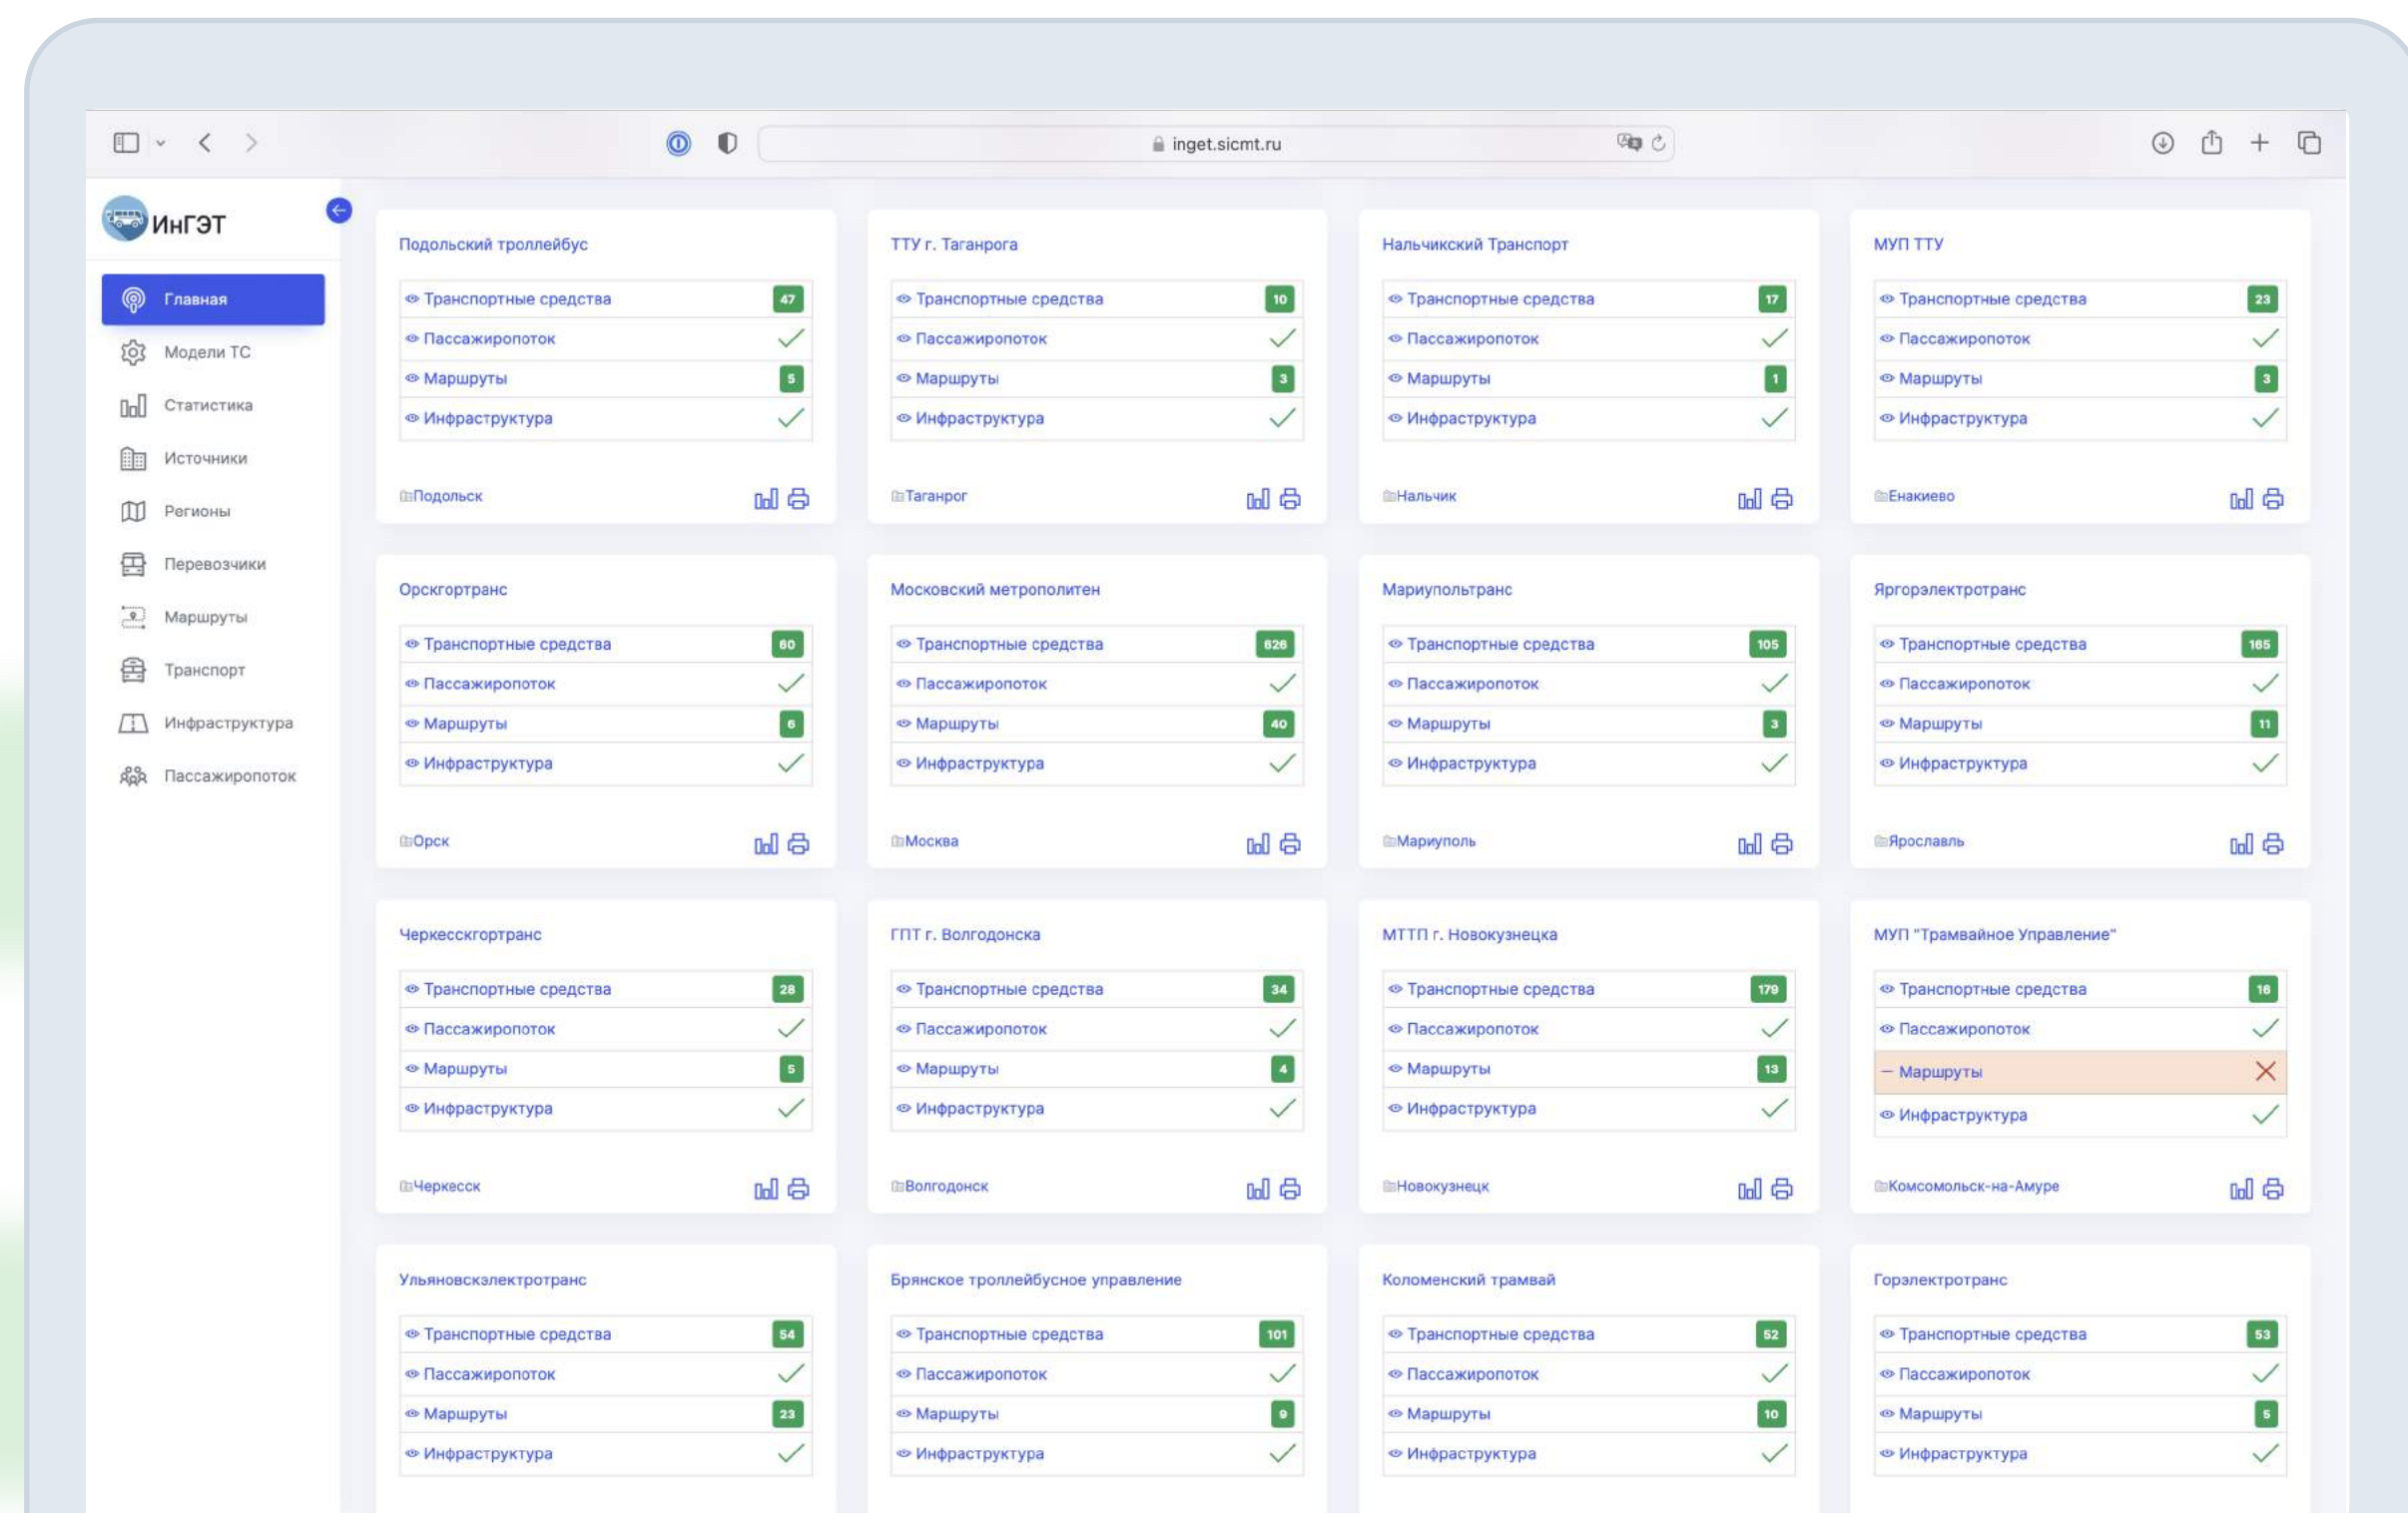 inget.sicmt.ru
ИнГЭТ
Главная
Модели ТС
Статистика
Источники
Регионы
Перевозчики
Маршруты
Транспорт
Инфраструктура
Пассажиропоток
Подольский троллейбус
Транспортные средства 47
Пассажиропоток
Маршруты 5
Инфраструктура
Подольск
ТТУ г. Таганрога
Транспортные средства 10
Пассажиропоток
Маршруты 3
Инфраструктура
Таганрог
Нальчикский Транспорт
Транспортные средства 17
Пассажиропоток
Маршруты 1
Инфраструктура
Нальчик
МУП ТТУ
Транспортные средства 23
Пассажиропоток
Маршруты 3
Инфраструктура
Енакиево
Орскгортранс
Транспортные средства 60
Пассажиропоток
Маршруты 6
Инфраструктура
Орск
Московский метрополитен
Транспортные средства 626
Пассажиропоток
Маршруты 40
Инфраструктура
Москва
Мариупольтранс
Транспортные средства 105
Пассажиропоток
Маршруты 3
Инфраструктура
Мариуполь
Яргорэлектротранс
Транспортные средства 165
Пассажиропоток
Маршруты 11
Инфраструктура
Ярославль
Черкесскгортранс
Транспортные средства 28
Пассажиропоток
Маршруты 5
Инфраструктура
Черкесск
ГПТ г. Волгодонска
Транспортные средства 34
Пассажиропоток
Маршруты 4
Инфраструктура
Волгодонск
МТТП г. Новокузнецка
Транспортные средства 179
Пассажиропоток
Маршруты 13
Инфраструктура
Новокузнецк
МУП "Трамвайное Управление"
Транспортные средства 16
Пассажиропоток
Маршруты
Инфраструктура
Комсомольск-на-Амуре
Ульяновскэлектротранс
Транспортные средства 54
Пассажиропоток
Маршруты 23
Инфраструктура
Брянское троллейбусное управление
Транспортные средства 101
Пассажиропоток
Маршруты 9
Инфраструктура
Коломенский трамвай
Транспортные средства 52
Пассажиропоток
Маршруты 10
Инфраструктура
Горэлектротранс
Транспортные средства 53
Пассажиропоток
Маршруты 5
Инфраструктура